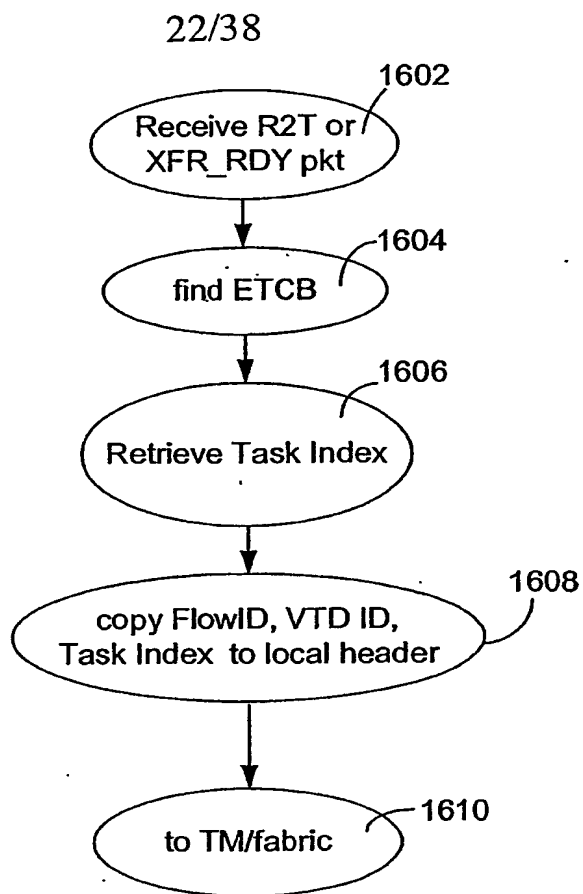 22/38
1602
Receive R2T or
XFR_RDY pkt
1604
find ETCB
1606
Retrieve Task Index
1608
copy FlowID, VTD ID,
Task Index to local header
1610
to TM/fabric